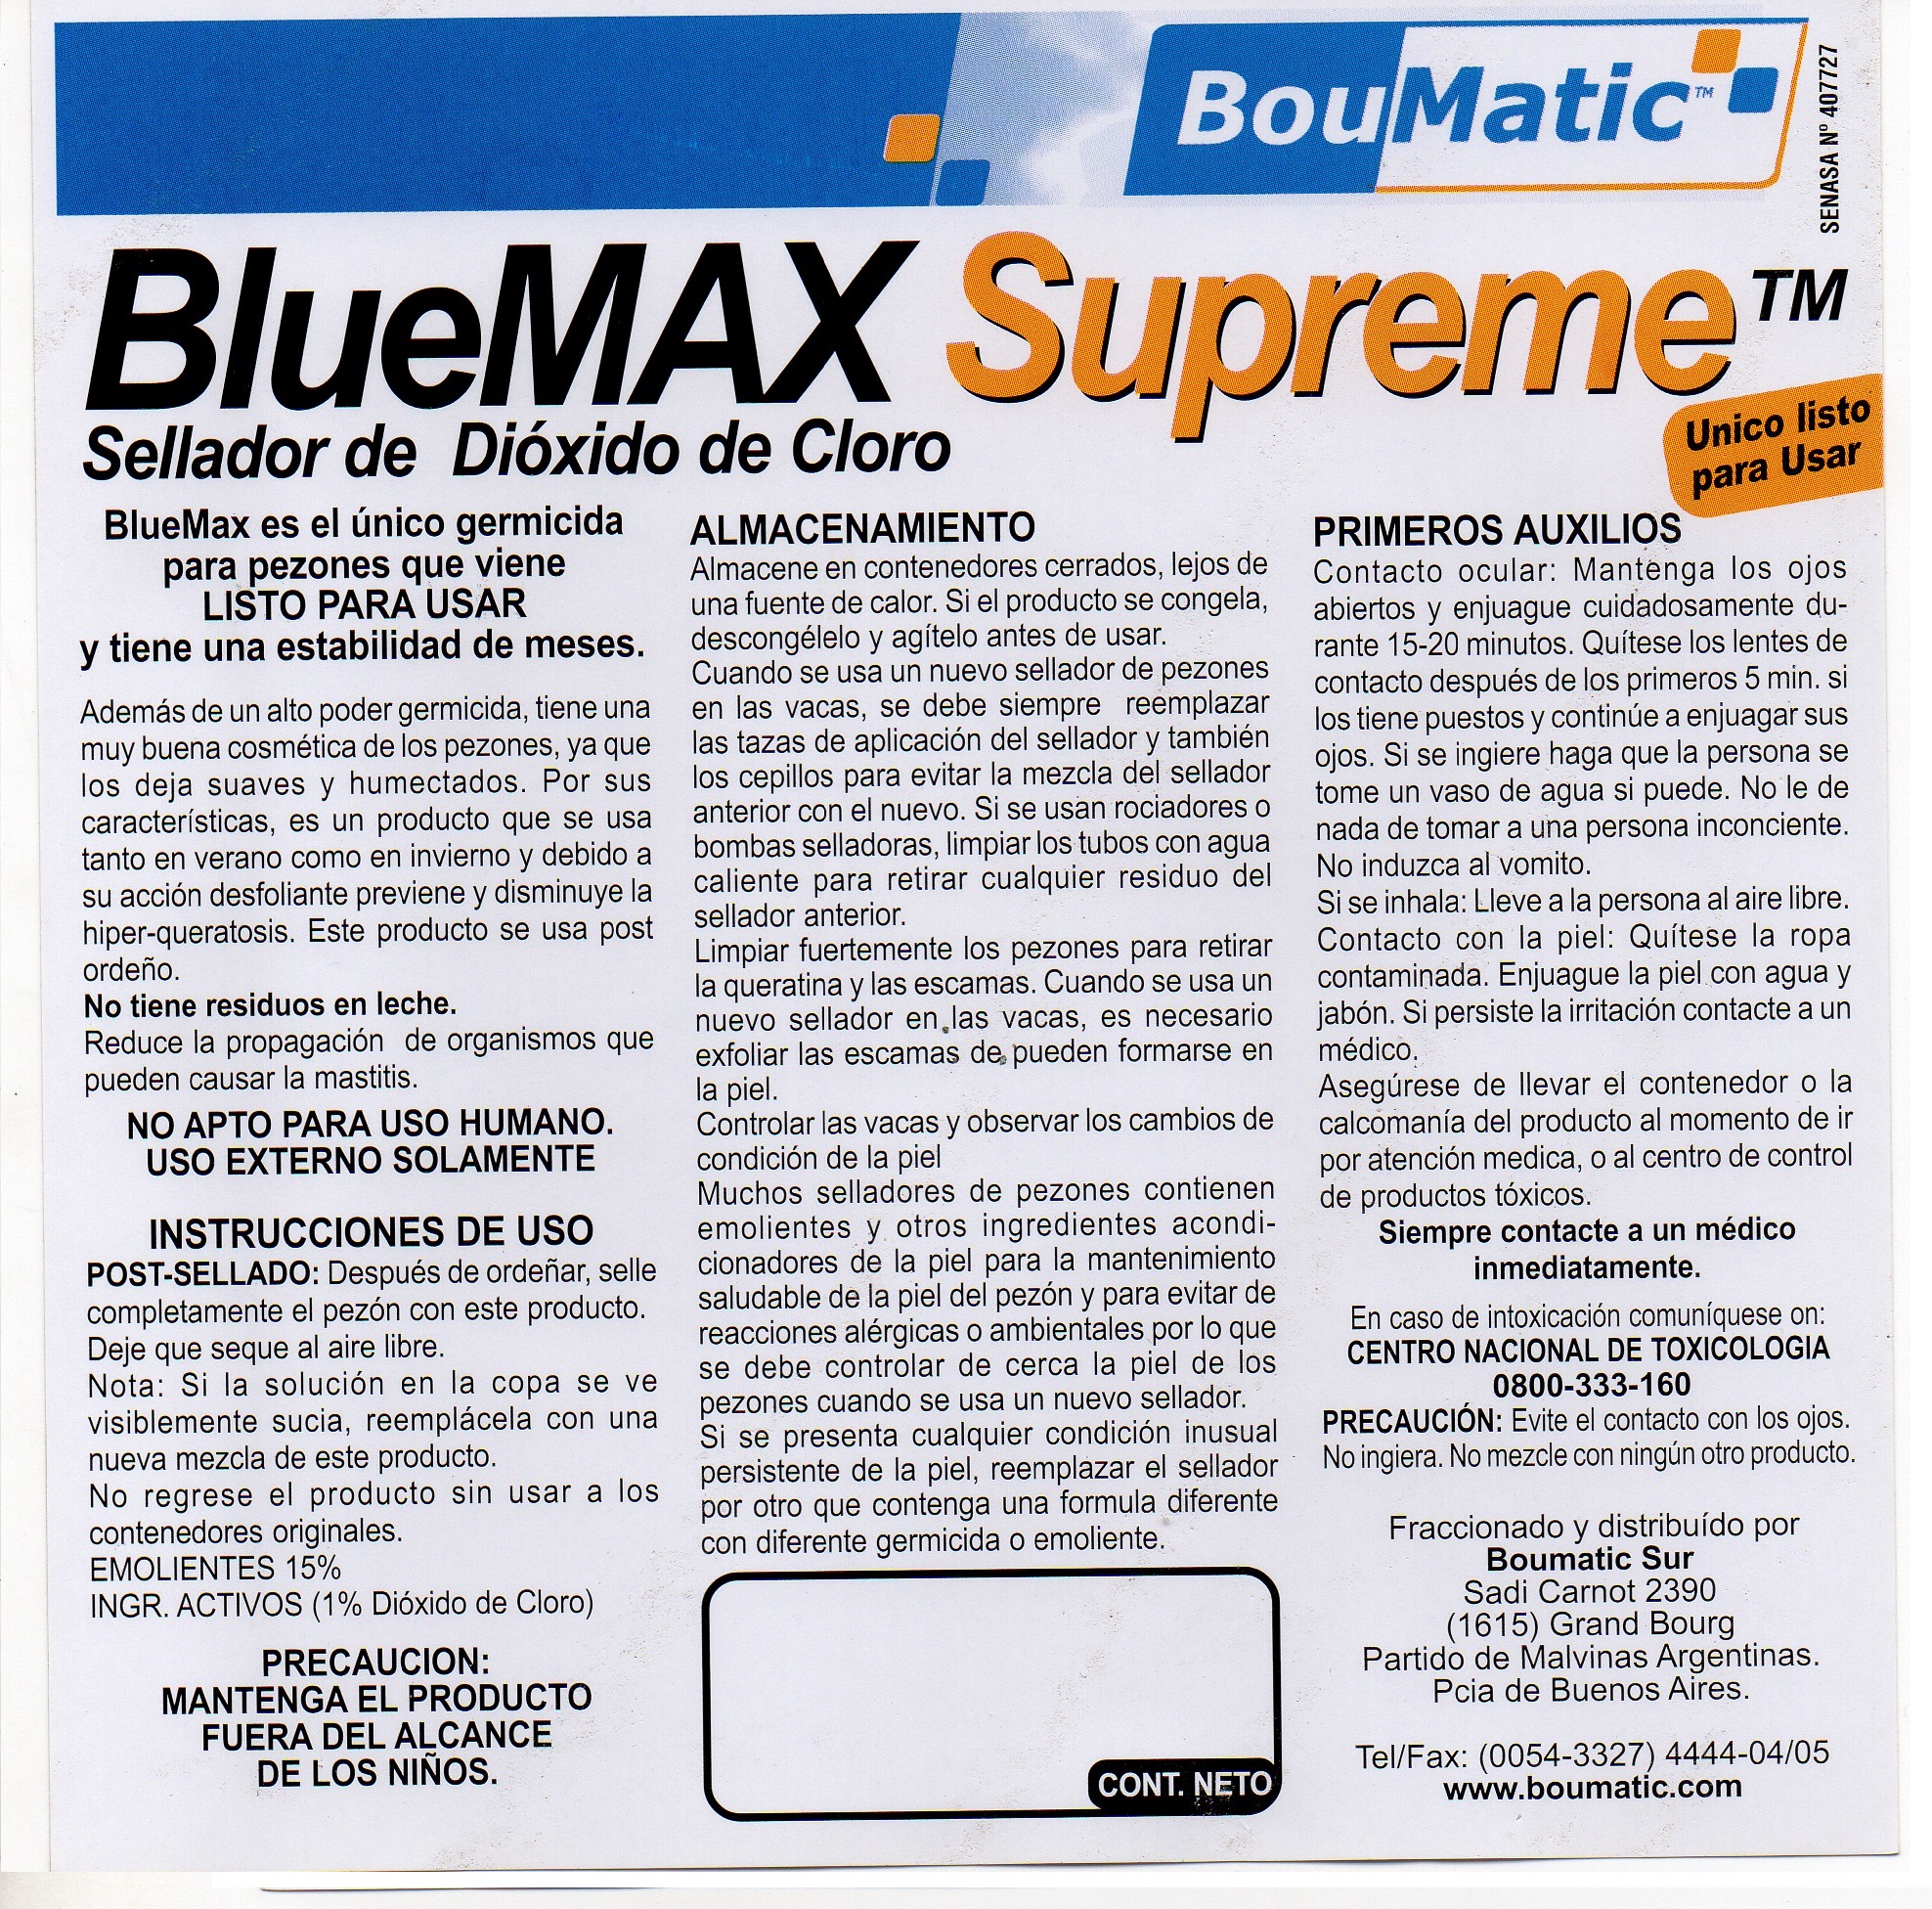 BouMatic™
SENASA Nº 407727
BlueMAX Supreme™
Sellador de Dióxido de Cloro
Unico listo
para Usar
BlueMax es el único germicida
para pezones que viene
LISTO PARA USAR
y tiene una estabilidad de meses.
Además de un alto poder germicida, tiene una
muy buena cosmética de los pezones, ya que
los deja suaves y humectados. Por sus
características, es un producto que se usa
tanto en verano como en invierno y debido a
su acción desfoliante previene y disminuye la
hiper-queratosis. Este producto se usa post
ordeño.
No tiene residuos en leche.
Reduce la propagación de organismos que
pueden causar la mastitis.
NO APTO PARA USO HUMANO.
USO EXTERNO SOLAMENTE
INSTRUCCIONES DE USO
POST-SELLADO: Después de ordeñar, selle
completamente el pezón con este producto.
Deje que seque al aire libre.
Nota: Si la solución en la copa se ve
visiblemente sucia, reemplácela con una
nueva mezcla de este producto.
No regrese el producto sin usar a los
contenedores originales.
EMOLIENTES 15%
INGR. ACTIVOS (1% Dióxido de Cloro)
PRECAUCION:
MANTENGA EL PRODUCTO
FUERA DEL ALCANCE
DE LOS NIÑOS.
ALMACENAMIENTO
Almacene en contenedores cerrados, lejos de
una fuente de calor. Si el producto se congela,
descongélelo y agítelo antes de usar.
Cuando se usa un nuevo sellador de pezones
en las vacas, se debe siempre reemplazar
las tazas de aplicación del sellador y también
los cepillos para evitar la mezcla del sellador
anterior con el nuevo. Si se usan rociadores o
bombas selladoras, limpiar los tubos con agua
caliente para retirar cualquier residuo del
sellador anterior.
Limpiar fuertemente los pezones para retirar
la queratina y las escamas. Cuando se usa un
nuevo sellador en las vacas, es necesario
exfoliar las escamas de pueden formarse en
la piel.
Controlar las vacas y observar los cambios de
condición de la piel
Muchos selladores de pezones contienen
emolientes y otros ingredientes acondi-
cionadores de la piel para la mantenimiento
saludable de la piel del pezón y para evitar de
reacciones alérgicas o ambientales por lo que
se debe controlar de cerca la piel de los
pezones cuando se usa un nuevo sellador.
Si se presenta cualquier condición inusual
persistente de la piel, reemplazar el sellador
por otro que contenga una formula diferente
con diferente germicida o emoliente.
CONT. NETO
PRIMEROS AUXILIOS
Contacto ocular: Mantenga los ojos
abiertos y enjuague cuidadosamente du-
rante 15-20 minutos. Quítese los lentes de
contacto después de los primeros 5 min. si
los tiene puestos y continúe a enjuagar sus
ojos. Si se ingiere haga que la persona se
tome un vaso de agua si puede. No le de
nada de tomar a una persona inconciente.
No induzca al vomito.
Si se inhala: Lleve a la persona al aire libre.
Contacto con la piel: Quítese la ropa
contaminada. Enjuague la piel con agua y
jabón. Si persiste la irritación contacte a un
médico.
Asegúrese de llevar el contenedor o la
calcomanía del producto al momento de ir
por atención medica, o al centro de control
de productos tóxicos.
Siempre contacte a un médico
inmediatamente.
En caso de intoxicación comuníquese on:
CENTRO NACIONAL DE TOXICOLOGIA
0800-333-160
PRECAUCIÓN: Evite el contacto con los ojos.
No ingiera. No mezcle con ningún otro producto.
Fraccionado y distribuído por
Boumatic Sur
Sadi Carnot 2390
(1615) Grand Bourg
Partido de Malvinas Argentinas.
Pcia de Buenos Aires.
Tel/Fax: (0054-3327) 4444-04/05
www.boumatic.com